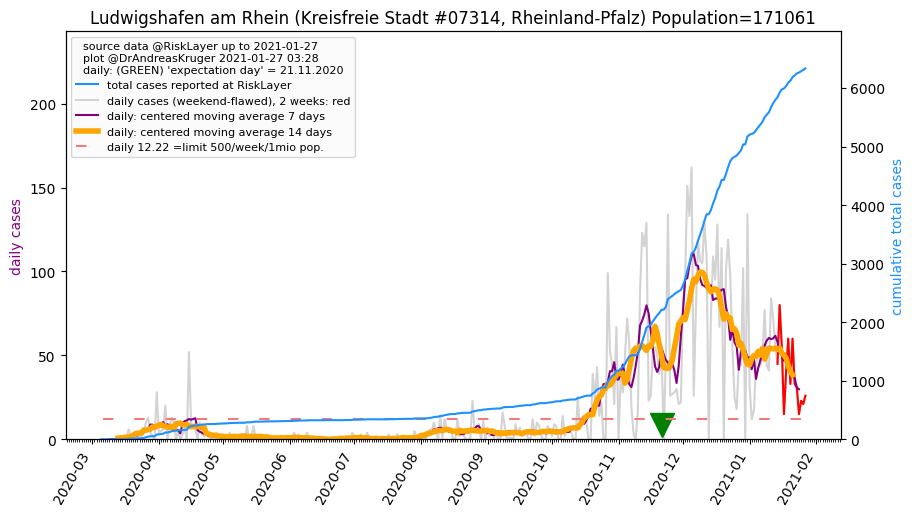 Ludwigshafen am Rhein (Kreisfreie Stadt #07314, Rheinland-Pfalz) Population=171061
source data @RiskLayer up to 2021-01-27
plot @DrAndreasKruger 2021-01-27 03:28
daily: (GREEN) 'expectation day' = 21.11.2020
total cases reported at RiskLayer
daily cases (weekend-flawed), 2 weeks: red
daily: centered moving average 7 days
daily: centered moving average 14 days
daily 12.22 =limit 500/week/1mio pop.
daily cases
200
150
100
50
0
cumulative total cases
6000
5000
4000
3000
2000
1000
0
2020-03
2020-04
2020-05
2020-06
2020-07
2020-08
2020-09
2020-10
2020-11
2020-12
2021-01
2021-02